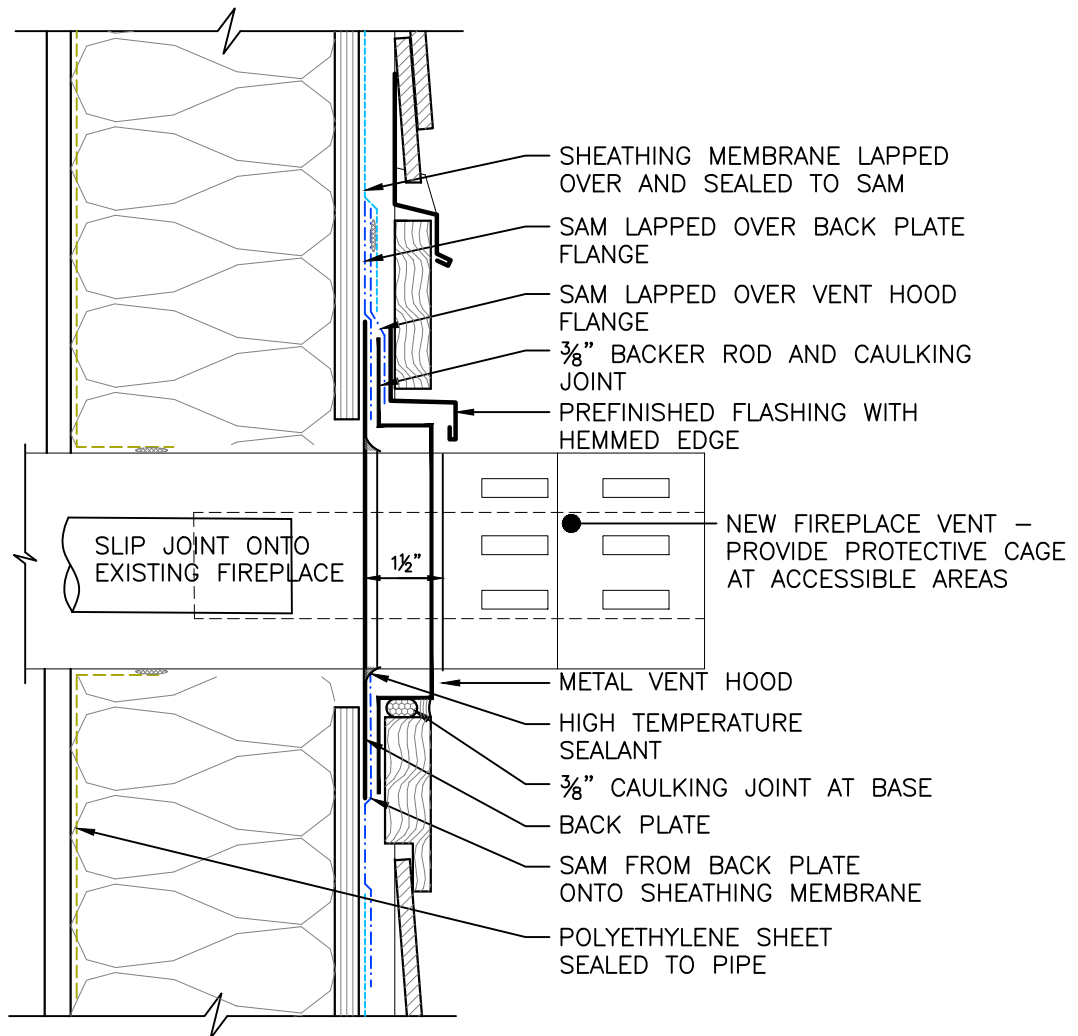 SHEATHING MEMBRANE LAPPED
OVER AND SEALED TO SAM
SAM LAPPED OVER BACK PLATE
FLANGE
SAM LAPPED OVER VENT HOOD
FLANGE
⅜” BACKER ROD AND CAULKING
JOINT
PREFINISHED FLASHING WITH
HEMMED EDGE
NEW FIREPLACE VENT –
PROVIDE PROTECTIVE CAGE
AT ACCESSIBLE AREAS
SLIP JOINT ONTO
EXISTING FIREPLACE
1½”
METAL VENT HOOD
HIGH TEMPERATURE
SEALANT
⅜” CAULKING JOINT AT BASE
BACK PLATE
SAM FROM BACK PLATE
ONTO SHEATHING MEMBRANE
POLYETHYLENE SHEET
SEALED TO PIPE